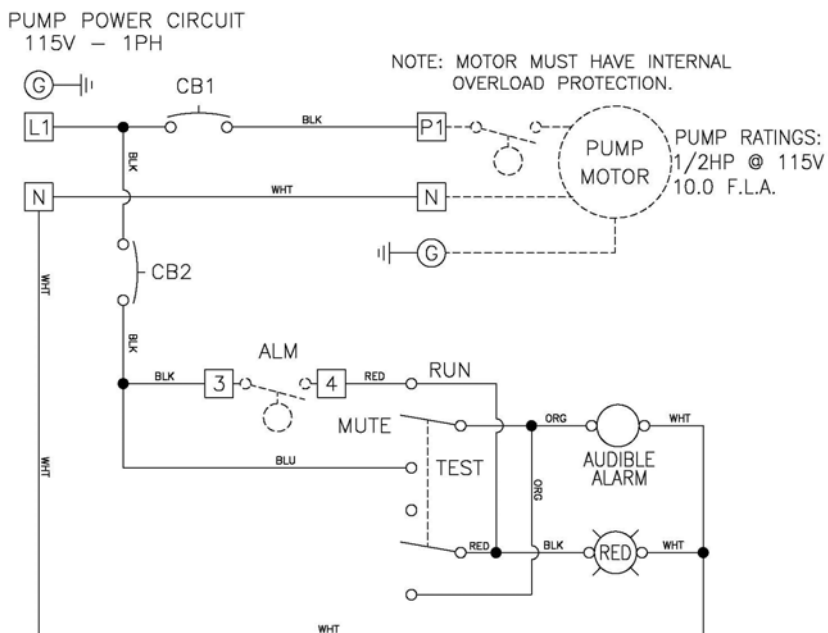 PUMP POWER CIRCUIT
115V - 1PH
NOTE: MOTOR MUST HAVE INTERNAL
OVERLOAD PROTECTION.
G
CB1
L1
BLK
P1
PUMP
MOTOR
PUMP RATINGS:
1/2HP @ 115V
10.0 F.L.A.
BLK
N
WHT
N
G
WHT
CB2
BLK
ALM
BLK
3
4
RED
RUN
MUTE
ORG
WHT
AUDIBLE
ALARM
BLU
TEST
WHT
ORG
RED
BLK
RED
WHT
WHT